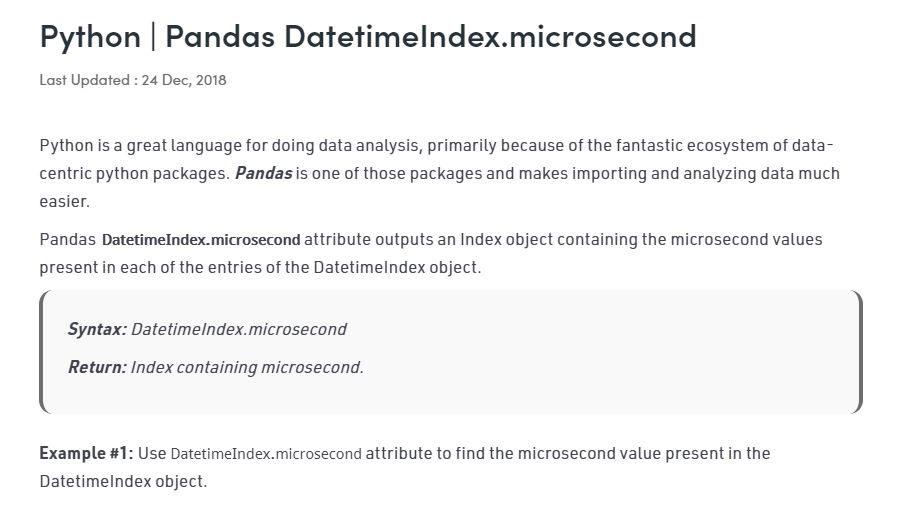 Python | Pandas DatetimeIndex.microsecond
Last Updated : 24 Dec, 2018
Python is a great language for doing data analysis, primarily because of the fantastic ecosystem of data-
centric python packages. Pandas is one of those packages and makes importing and analyzing data much
easier.
Pandas DatetimeIndex.microsecond attribute outputs an Index object containing the microsecond values
present in each of the entries of the DatetimeIndex object.
Syntax: DatetimeIndex.microsecond
Return: Index containing microsecond.
Example #1: Use DatetimeIndex.microsecond attribute to find the microsecond value present in the
DatetimeIndex object.